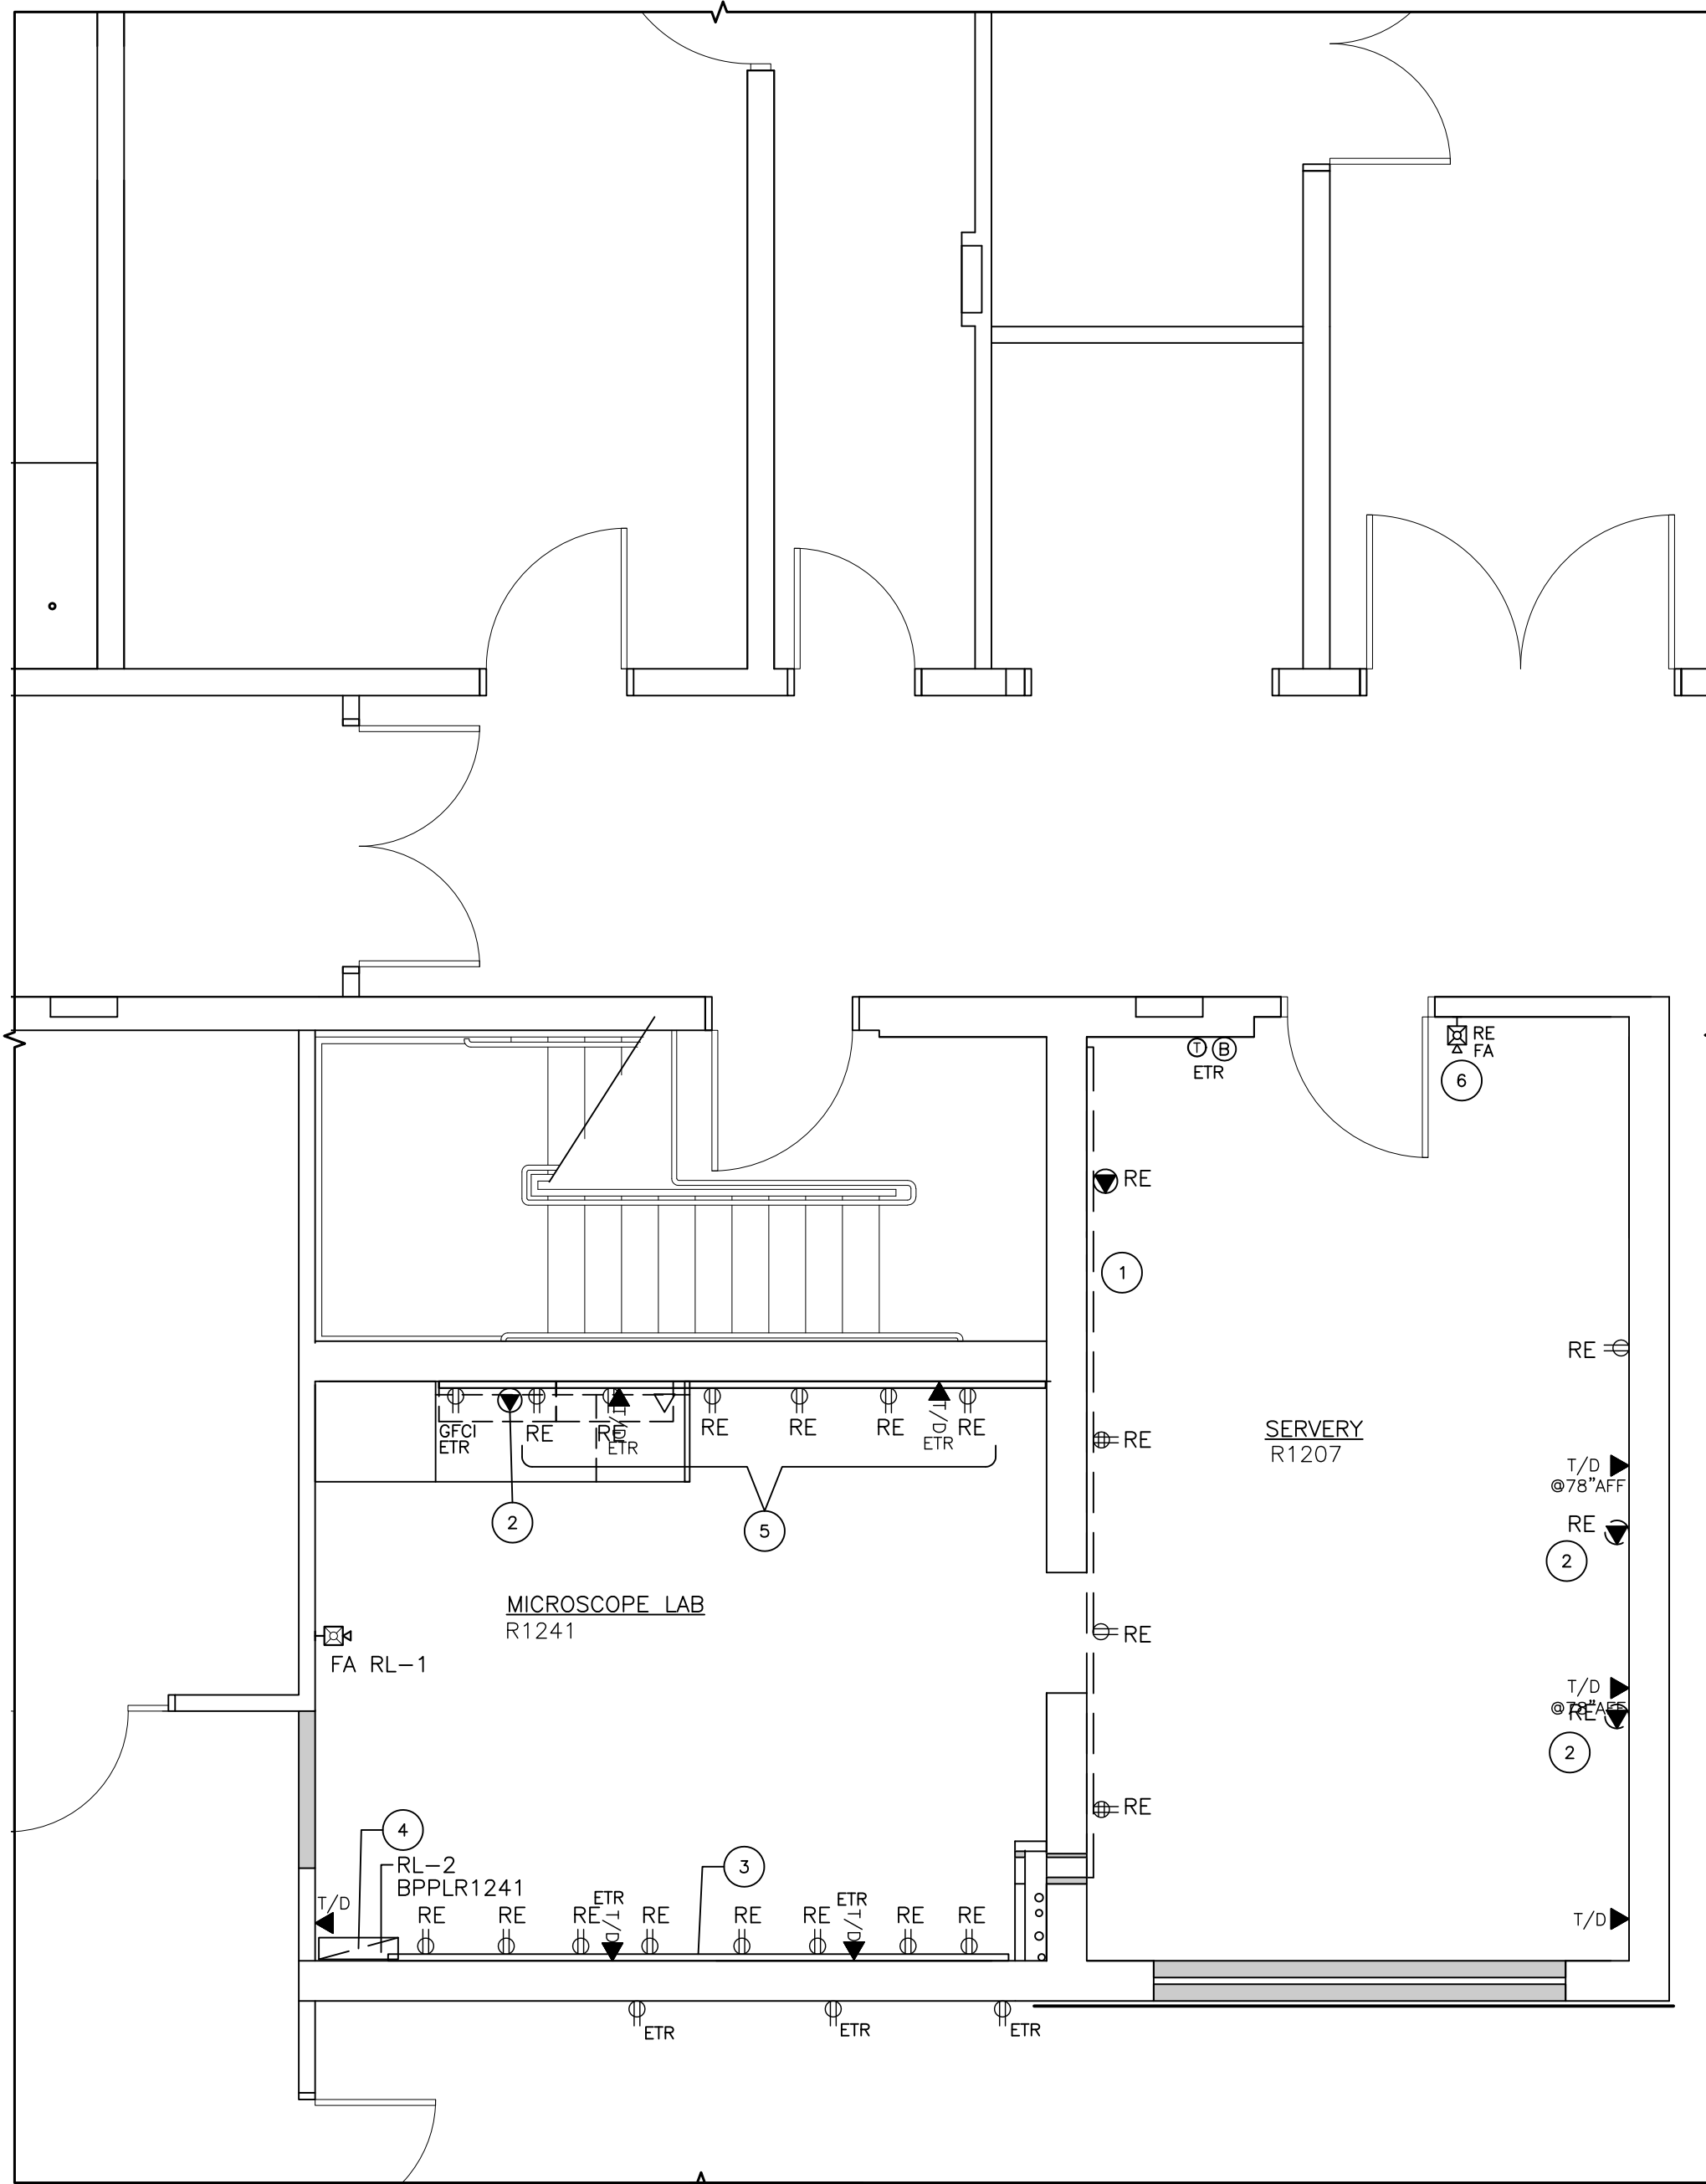 RE
FA
6
T
B
ETR
RE
1
RE
GFCI
ETR
RE
RE
T/D
ETR
RE
RE
RE
T/D
ETR
RE
RE
SERVERY
R1207
T/D
@78"AFF
RE
2
2
5
MICROSCOPE LAB
R1241
RE
FA RL-1
T/D
@78"AFF
RE
2
4
RE
3
RL-2
BPPLR1241
T/D
RE
RE
RE
ETR
T/D
RE
RE
RE
ETR
T/D
RE
RE
T/D
ETR
ETR
ETR